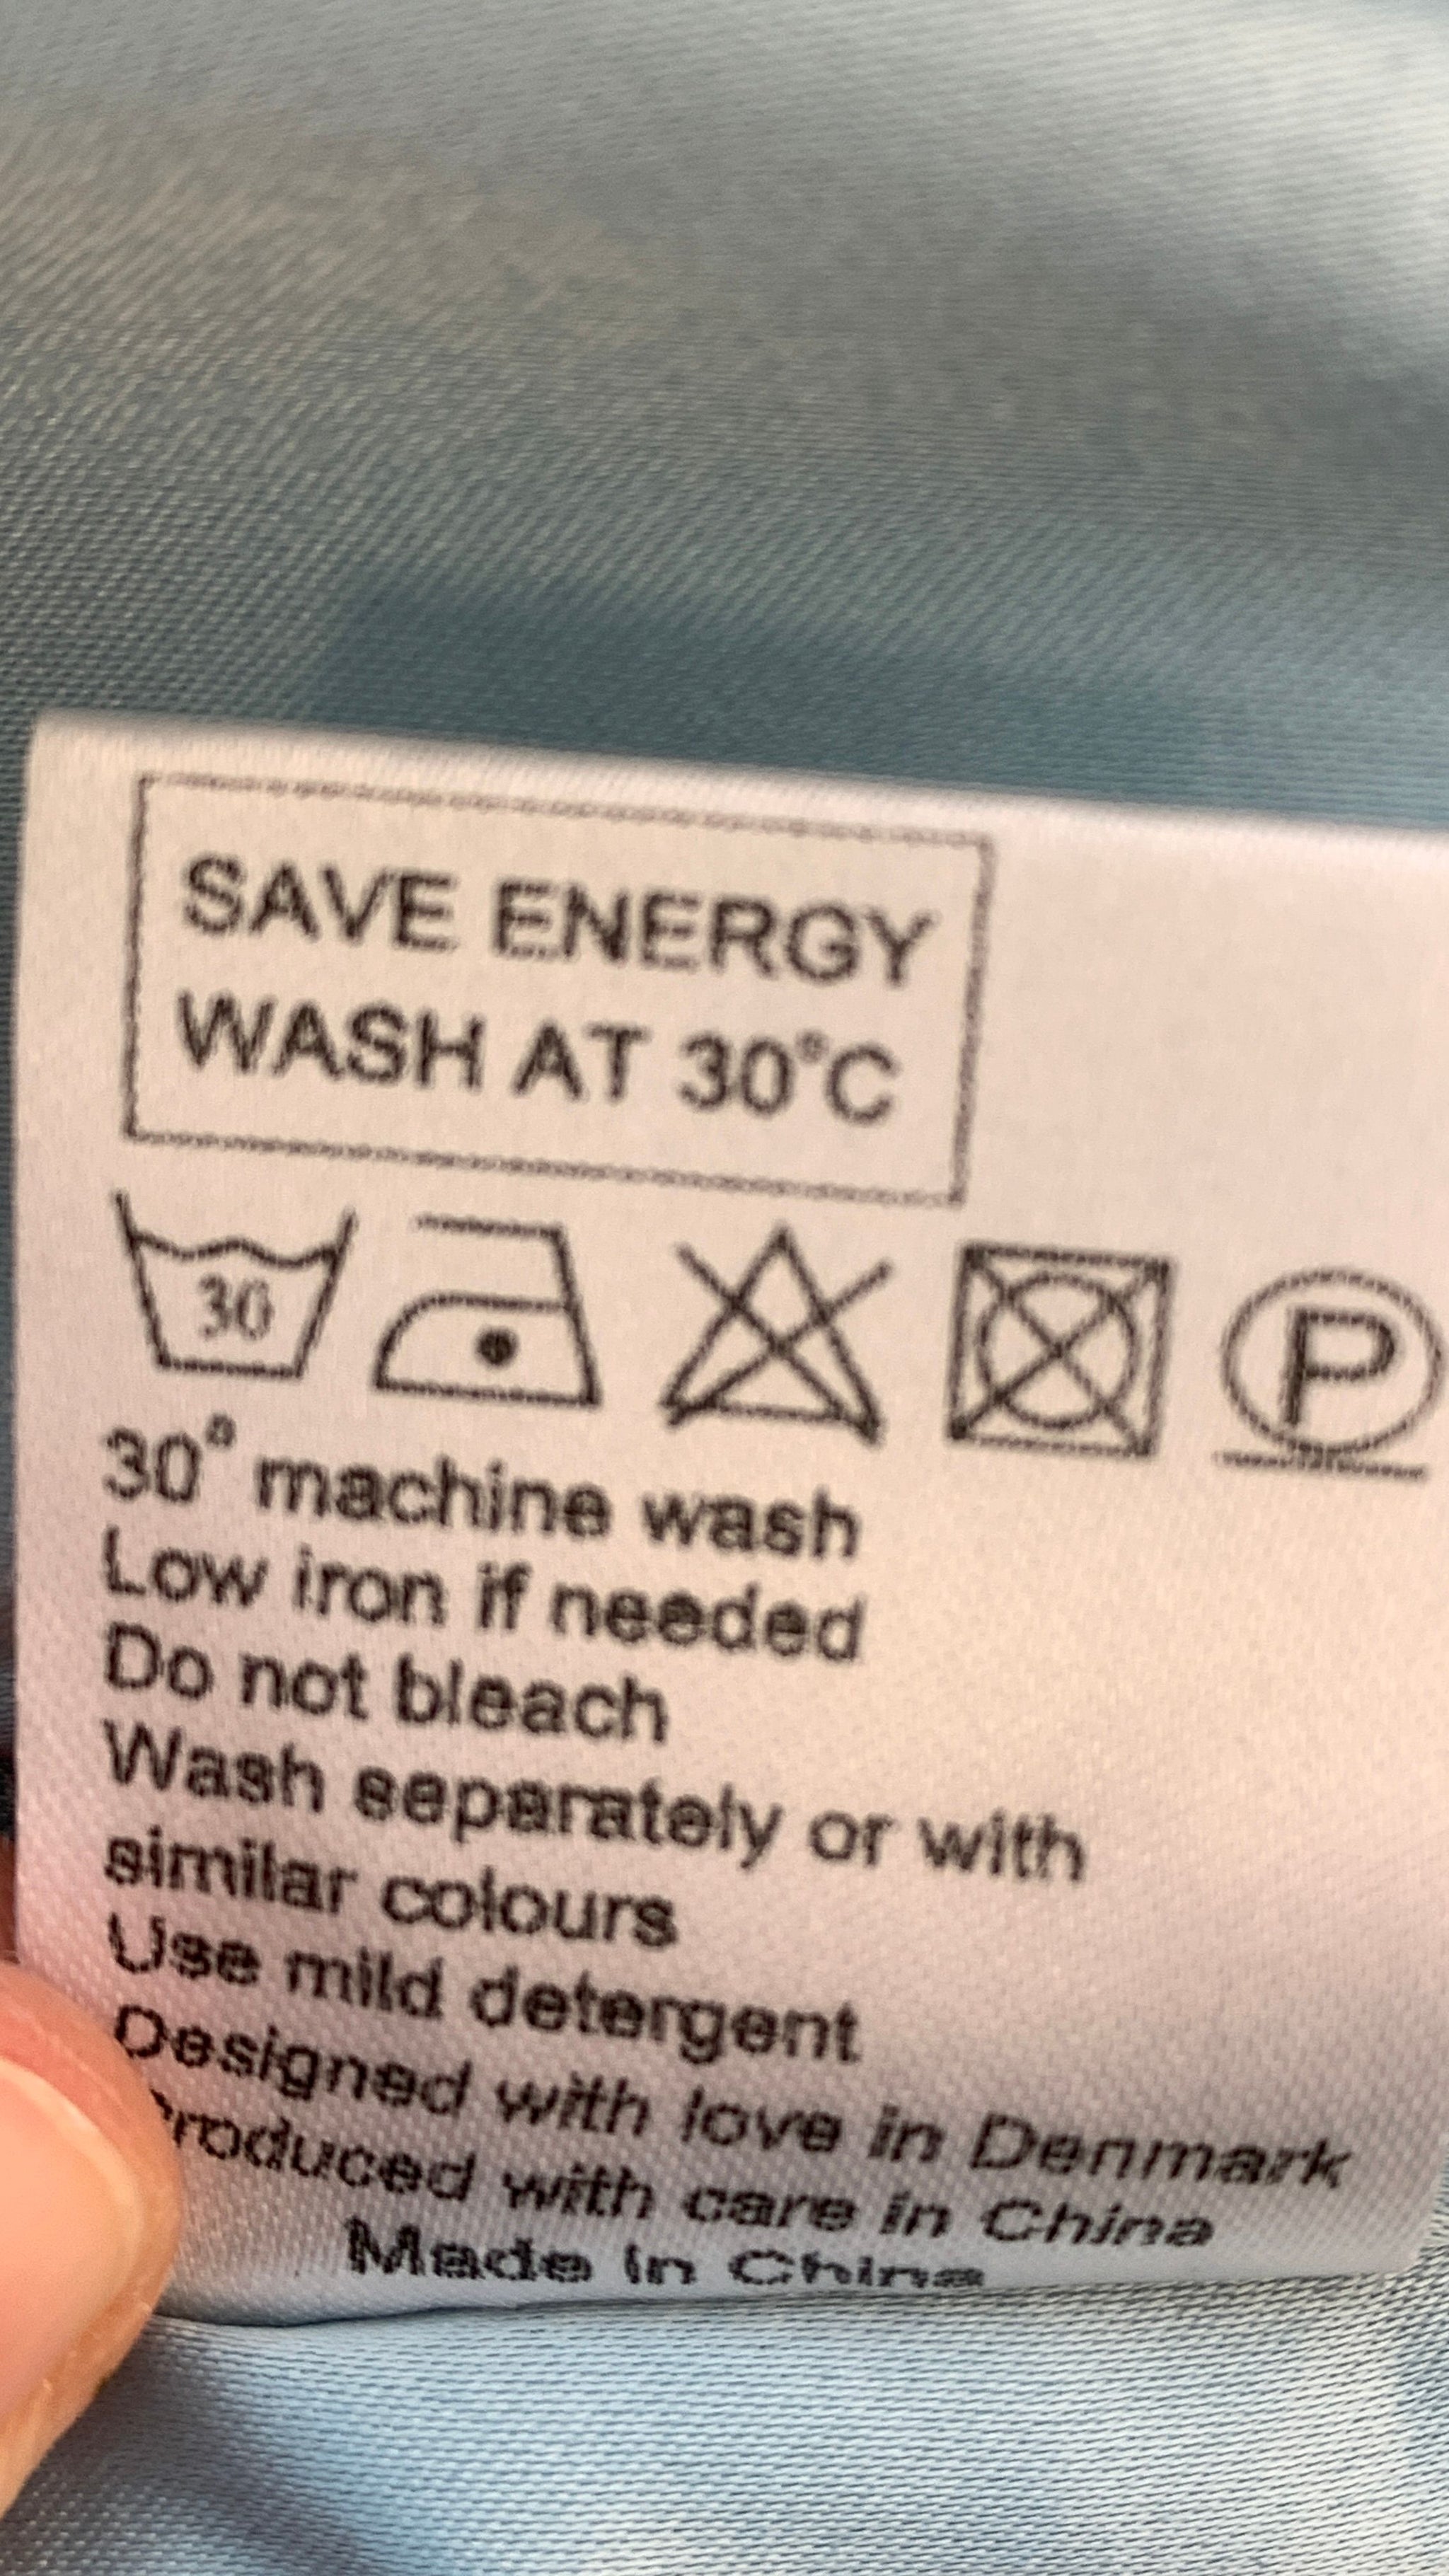 SAVE ENERGY
WASH AT 30°C
30 P
30° machine wash
Low iron if needed
Do not bleach
Wash separately or with
similar colours
Use mild detergent
Designed with love in Denmark
Produced with care in China
Made in China